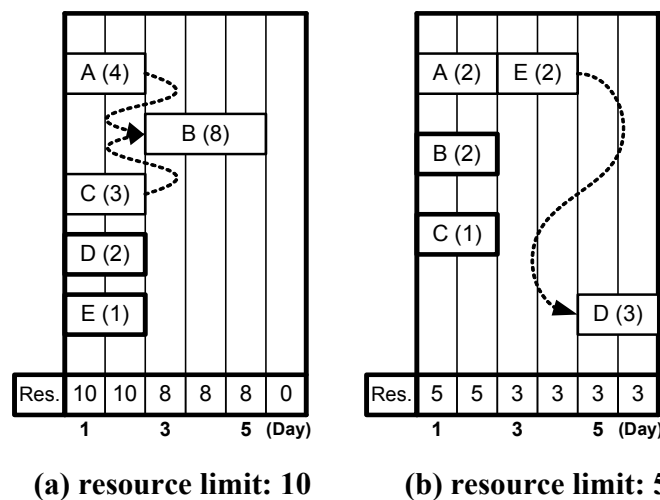 A (4)
B (8)
C (3)
D (2)
E (1)
Res. 10 10 8 8 8 0
1 3 5 (Day)
(a) resource limit: 10
A (2) E (2)
B (2)
C (1)
D (3)
Res. 5 5 3 3 3 3
1 3 5 (Day)
(b) resource limit: 5